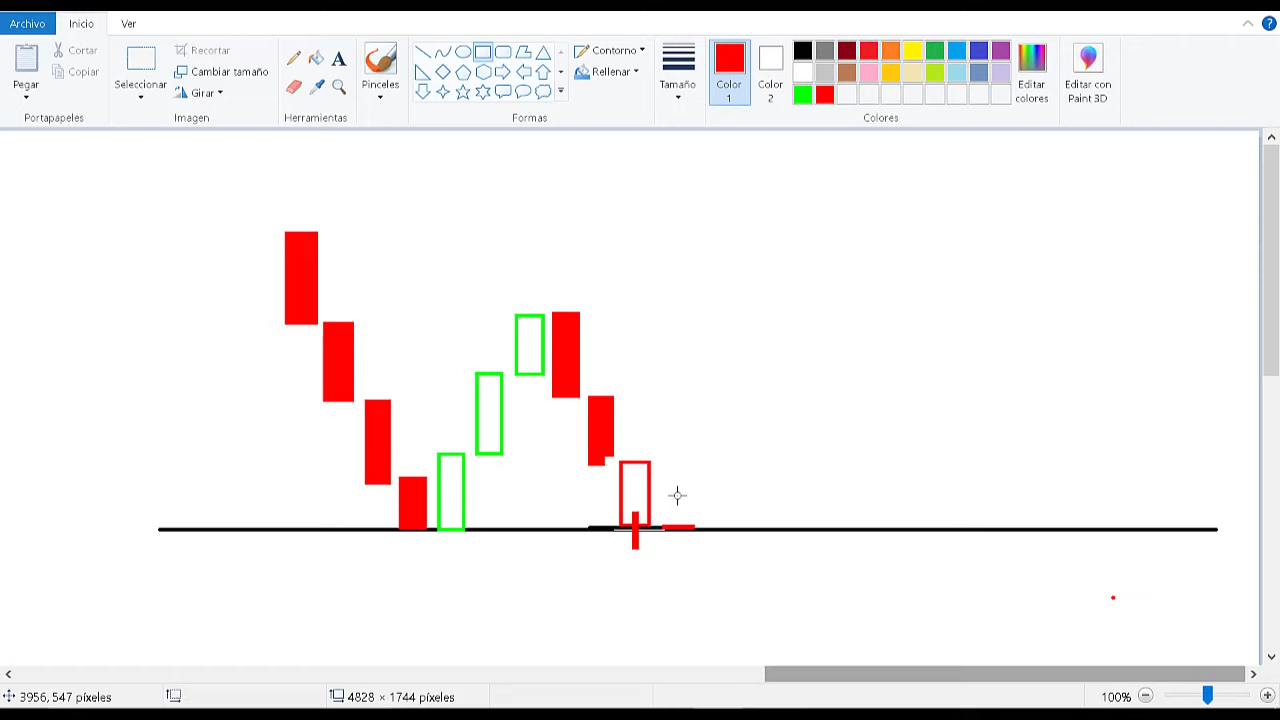 Archivo Inicio Ver
Pegar
Cortar
Copiar
Portapapeles
Seleccionar
Recortar
Cambiar tamaño
Girar
Imagen
A
Herramientas
Pinceles
Contorno
Rellenar
Formas
Tamaño
Color
1
Color
2
Editar
colores
Colores
Editar con
Paint 3D
?
3956, 547 píxeles
4828 × 1744 píxeles
100%